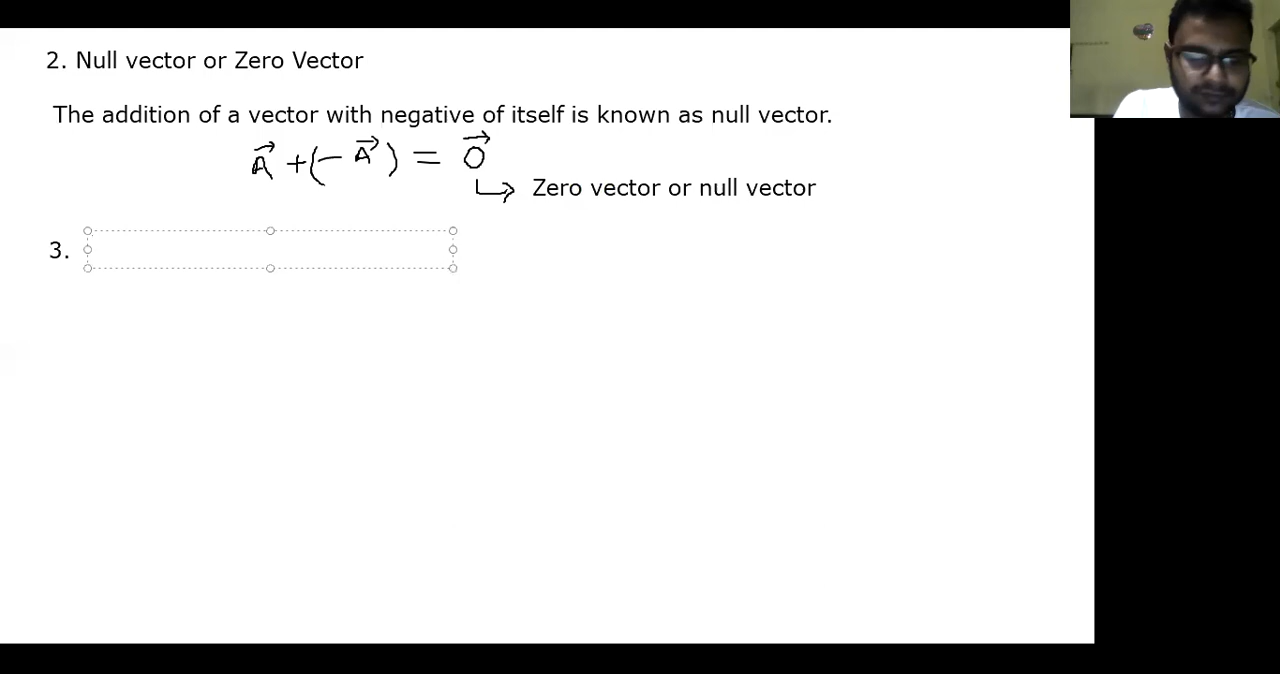 2. Null vector or Zero Vector
The addition of a vector with negative of itself is known as null vector.
A⃗ + (− A⃗) = 0⃗
Zero vector or null vector
3.